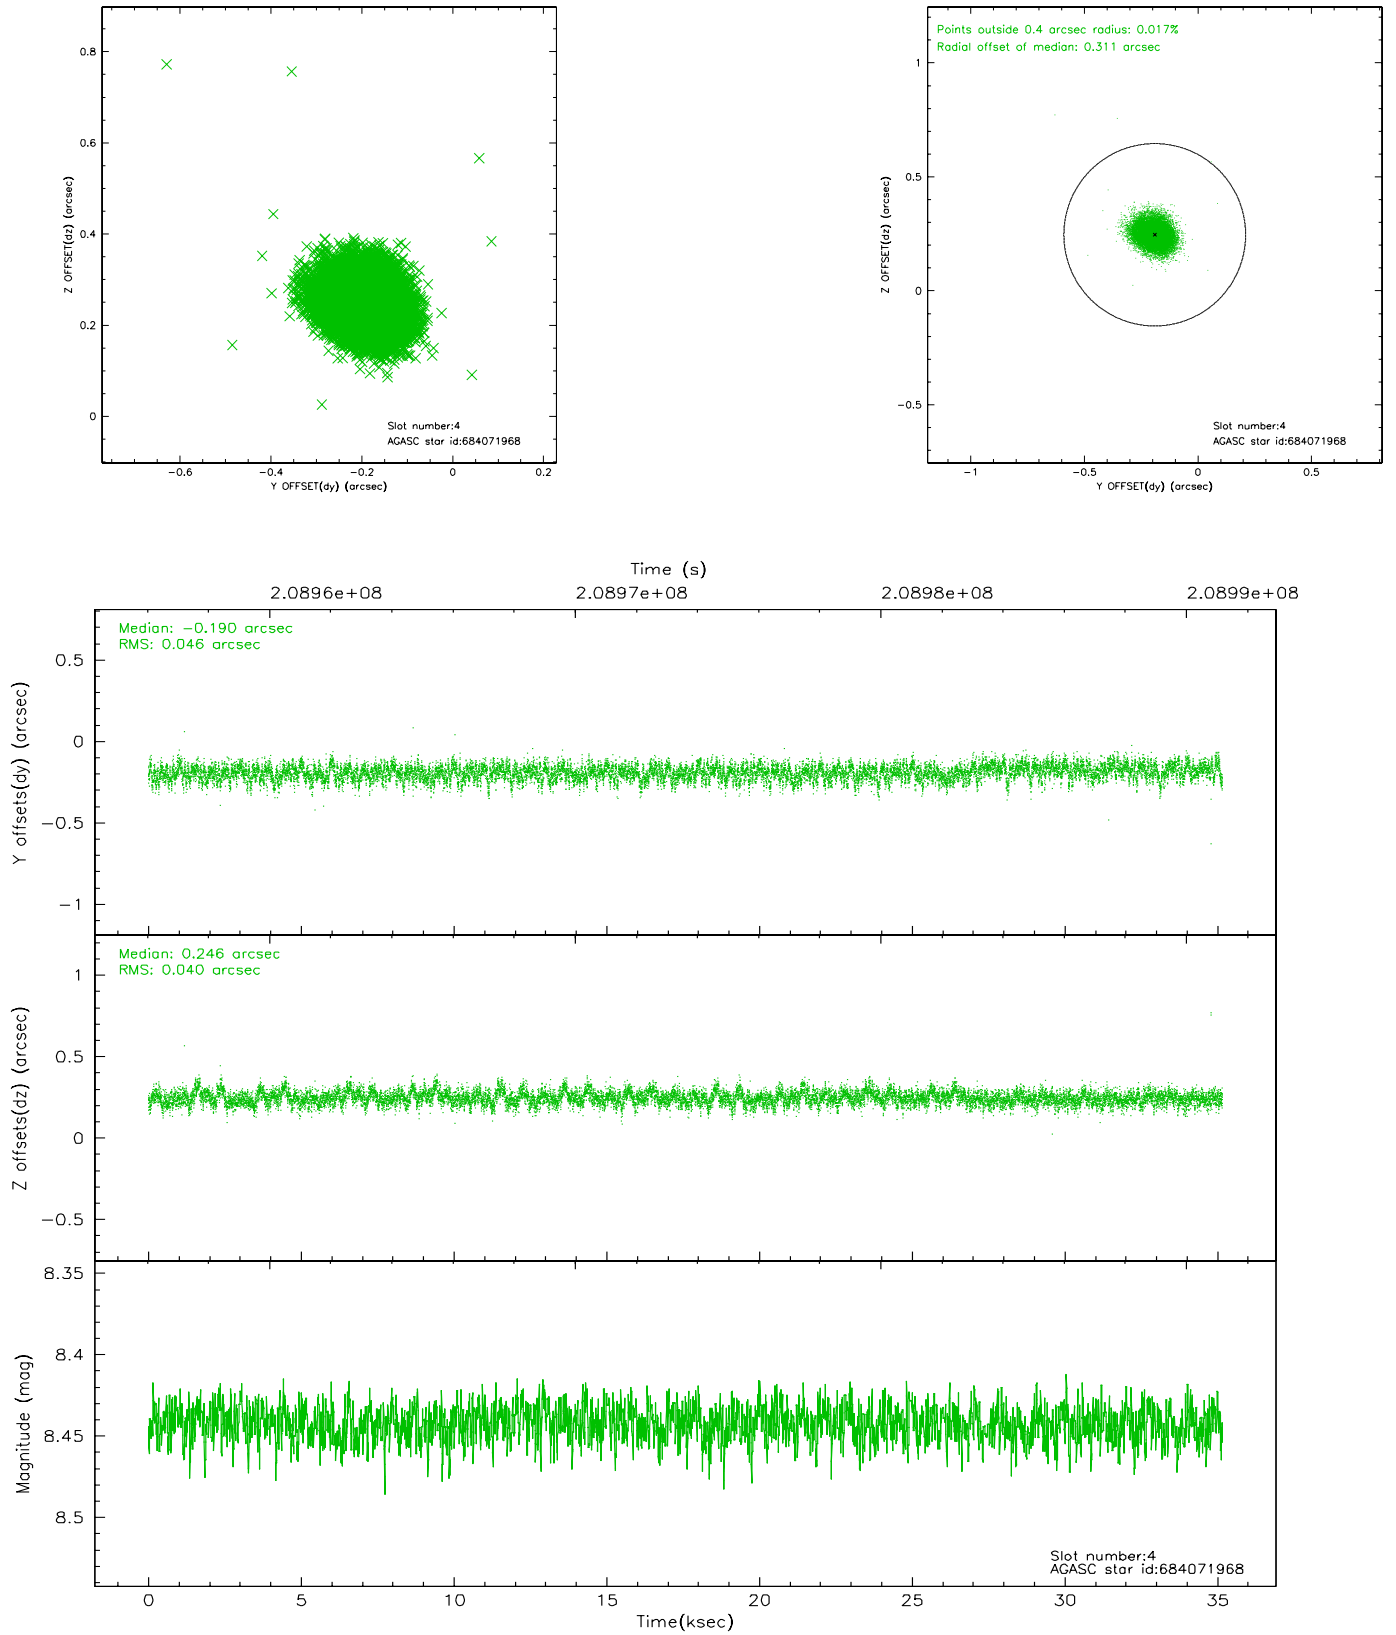 0.8
0.6
0.4
0.2
0
Z OFFSET(dz) (arcsec)
Slot number:4
AGASC star id:684071968
−0.6 −0.4 −0.2 0 0.2
Y OFFSET(dy) (arcsec)
Points outside 0.4 arcsec radius: 0.017%
Radial offset of median: 0.311 arcsec
1
0.5
0
−0.5
Z OFFSET(dz) (arcsec)
Slot number:4
AGASC star id:684071968
−1 −0.5 0 0.5
Y OFFSET(dy) (arcsec)
Time (s)
2.0896e+08 2.0897e+08 2.0898e+08 2.0899e+08
Median: −0.190 arcsec
RMS: 0.046 arcsec
0.5
0
−0.5
−1
Y offsets(dy) (arcsec)
Median: 0.246 arcsec
RMS: 0.040 arcsec
1
0.5
0
−0.5
Z offsets(dz) (arcsec)
8.35
8.4
8.45
8.5
Magnitude (mag)
Slot number:4
AGASC star id:684071968
0 5 10 15 20 25 30 35
Time(ksec)